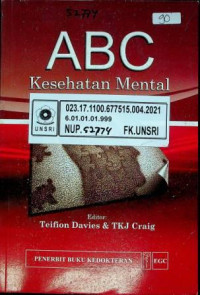 52774
90
ABC
Kesehatan Mental
023.17.1100.677515.004.2021
6.01.01.01.999
UNSRI
NUP. 52774 FK.UNSRI
Editor:
Teifion Davies & TKJ Craig
PENERBIT BUKU KEDOKTERAN EGC